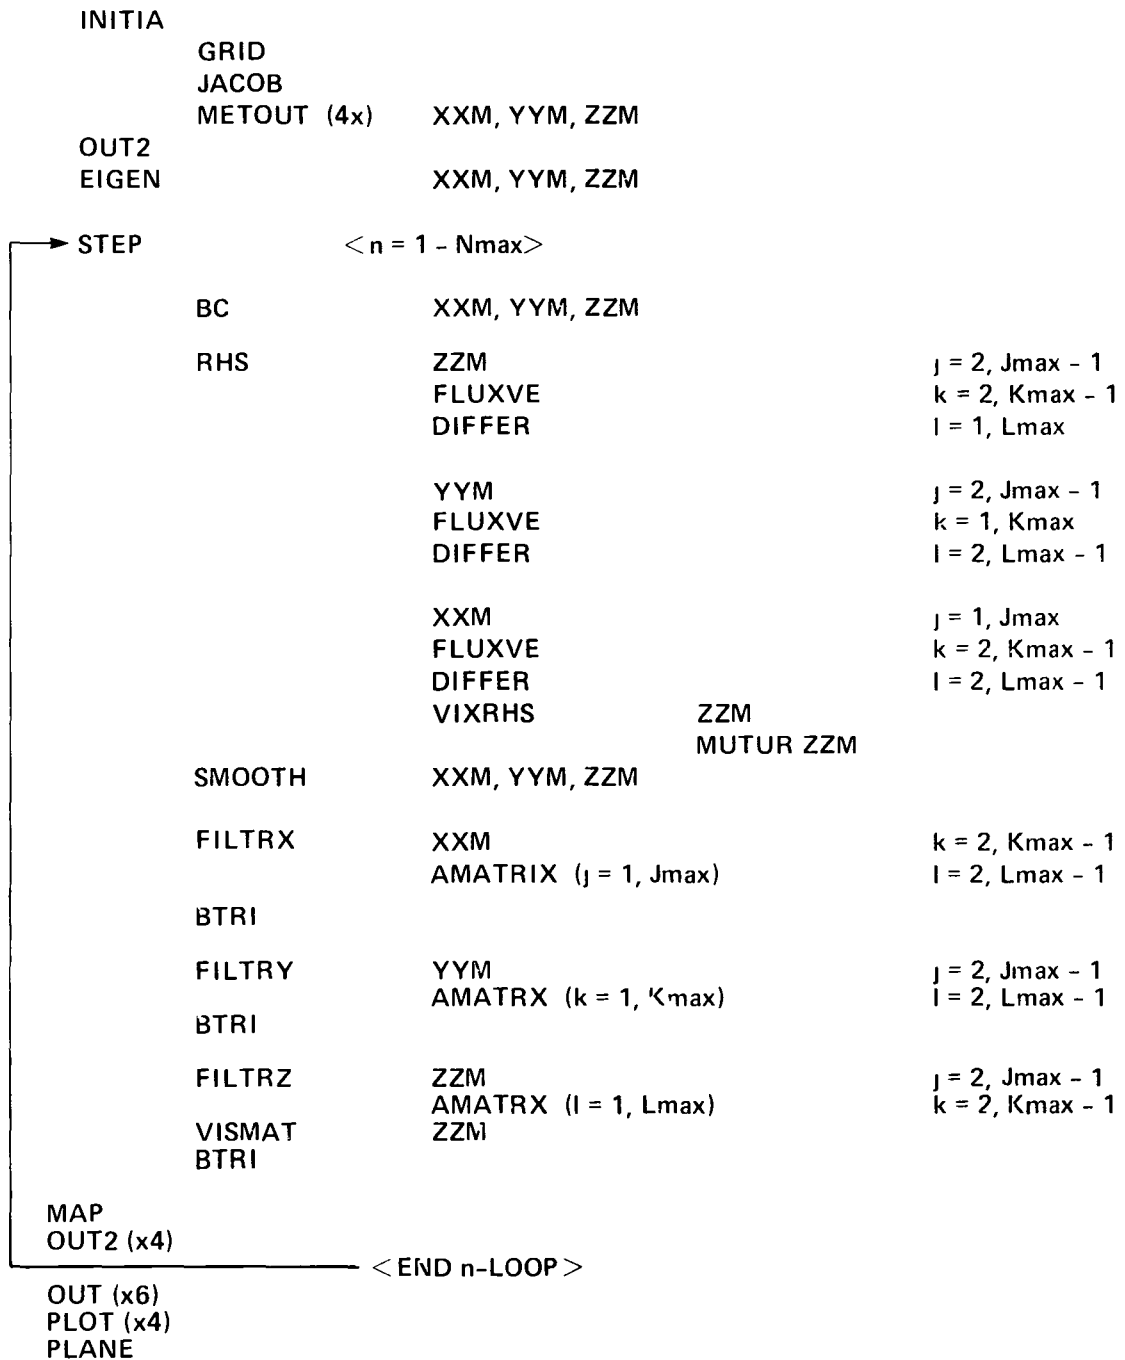 INITIA
GRID
JACOB
METOUT (4x) XXM, YYM, ZZM
OUT2
EIGEN XXM, YYM, ZZM
STEP <n = 1 - Nmax>
BC XXM, YYM, ZZM
RHS ZZM j = 2, Jmax - 1
FLUXVE k = 2, Kmax - 1
DIFFER l = 1, Lmax
YYM j = 2, Jmax - 1
FLUXVE k = 1, Kmax
DIFFER l = 2, Lmax - 1
XXM j = 1, Jmax
FLUXVE k = 2, Kmax - 1
DIFFER l = 2, Lmax - 1
VIXRHS ZZM
MUTUR ZZM
SMOOTH XXM, YYM, ZZM
FILTRX XXM k = 2, Kmax - 1
AMATRIX (j = 1, Jmax) l = 2, Lmax - 1
BTRI
FILTRY YYM j = 2, Jmax - 1
AMATRX (k = 1, Kmax) l = 2, Lmax - 1
BTRI
FILTRZ ZZM j = 2, Jmax - 1
AMATRX (l = 1, Lmax) k = 2, Kmax - 1
VISMAT ZZM
BTRI
MAP
OUT2 (x4)
<END n-LOOP>
OUT (x6)
PLOT (x4)
PLANE